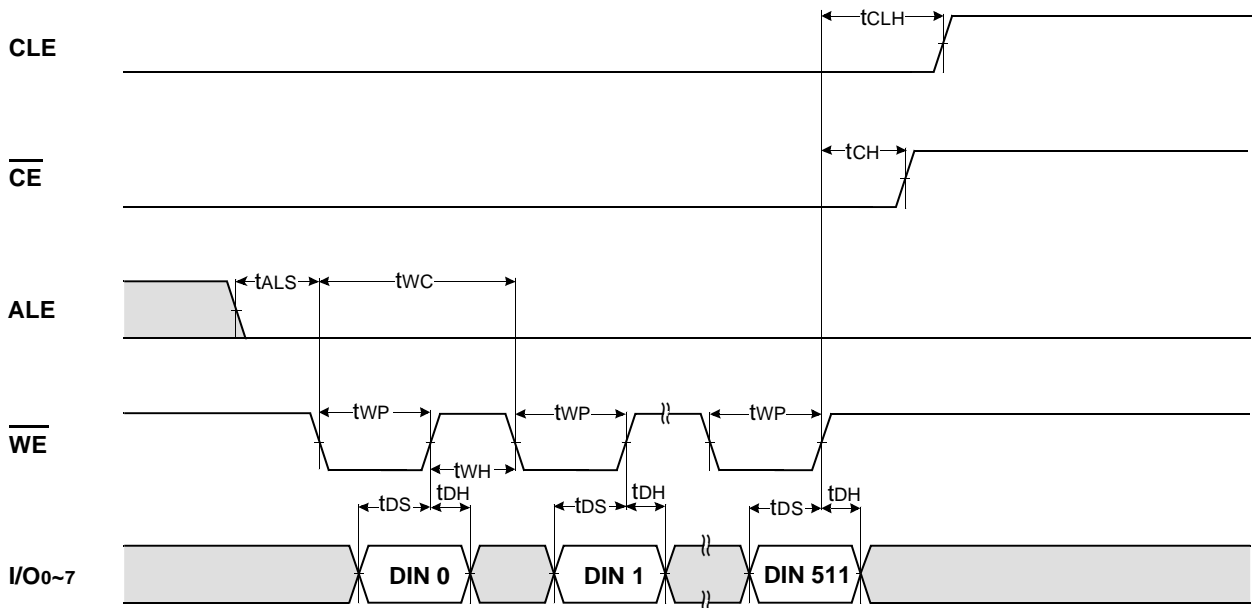 tCLH
CLE
tCH
CE
tALS
tWC
ALE
tWP
tWP
tWP
WE
tWH
tDS
tDH
tDS
tDH
tDS
tDH
I/O0~7
DIN 0
DIN 1
DIN 511